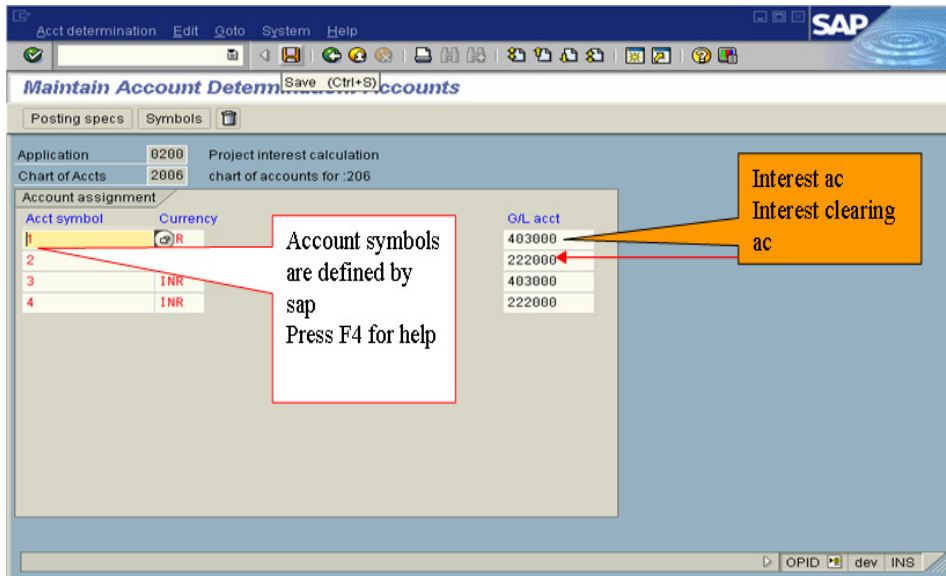 Acct determination Edit Goto System Help
SAP
Save (Ctrl+S)
Maintain Account Determ ccounts
Posting specs Symbols
Application 0200 Project interest calculation
Chart of Accts 2006 chart of accounts for :206
Account assignment
Acct symbol Currency G/L acct
1 R 403000
2 222000
3 INR 403000
4 INR 222000
Account symbols
are defined by
sap
Press F4 for help
Interest ac
Interest clearing
ac
OPID dev INS